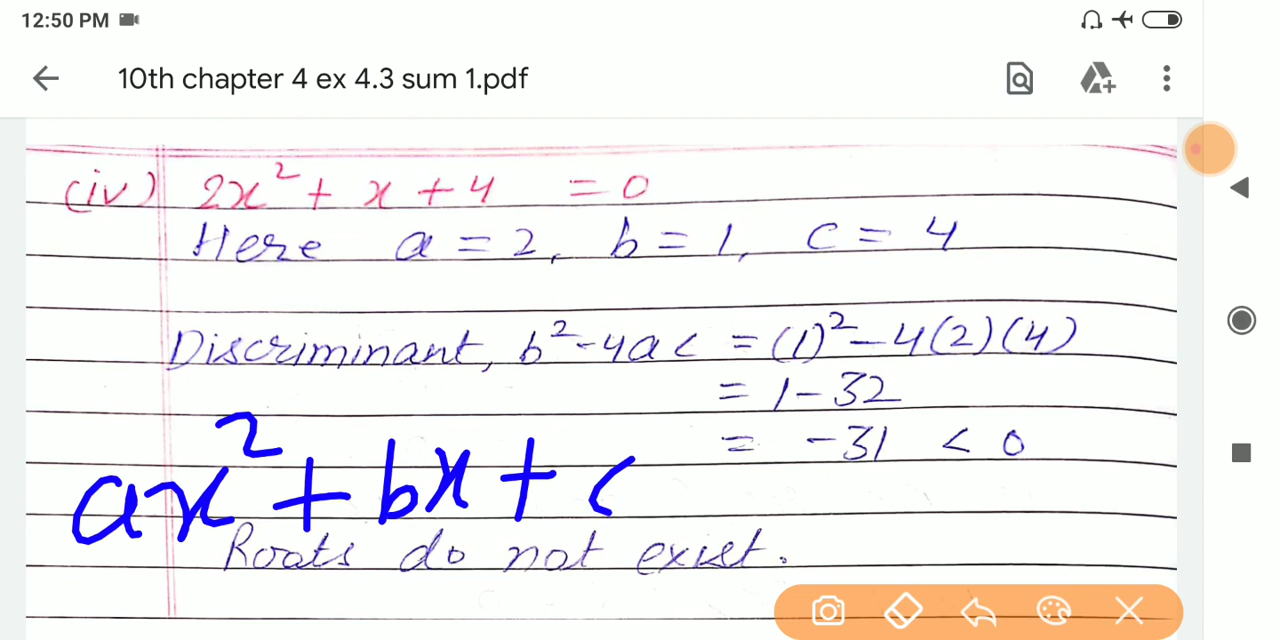 12:50 PM
10th chapter 4 ex 4.3 sum 1.pdf
(iv) 2x² + x + 4 = 0
Here a = 2, b = 1, c = 4
Discriminant, b² - 4ac = (1)² - 4(2)(4)
= 1 - 32
= -31 < 0
ax² + bx + c
Roots do not exist.